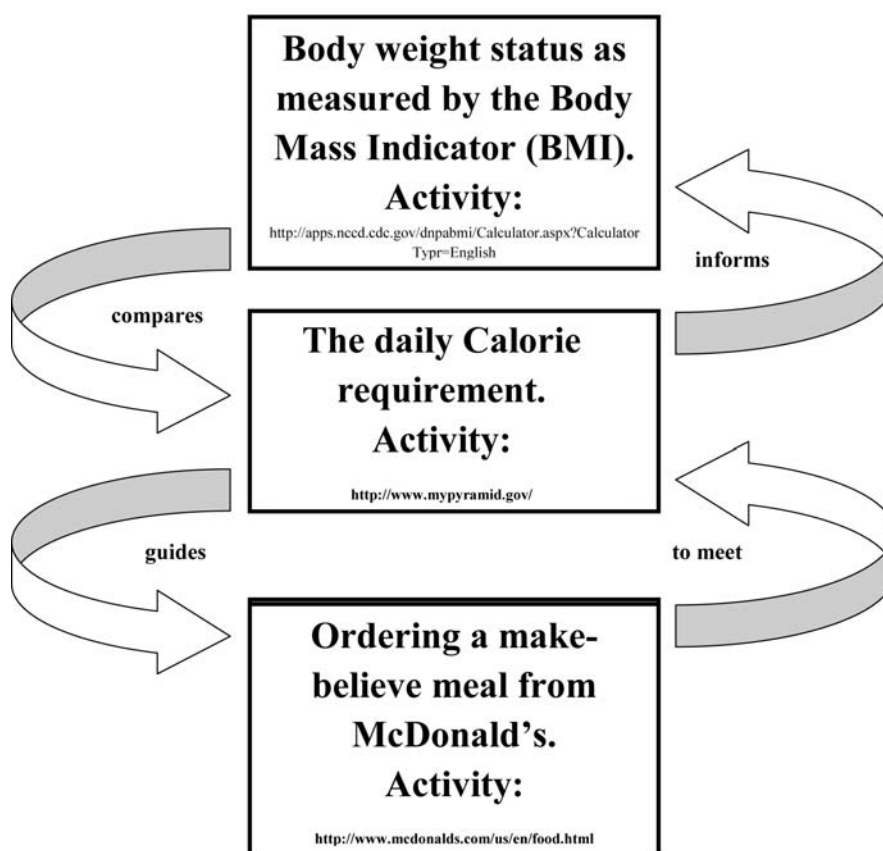 Body weight status as
measured by the Body
Mass Indicator (BMI).
Activity:
http://apps.nccd.cdc.gov/dnpabmi/Calculator.aspx?Calculator
Typr=English
informs
compares
The daily Calorie
requirement.
Activity:
http://www.mypyramid.gov/
guides
to meet
Ordering a make-
believe meal from
McDonald’s.
Activity:
http://www.mcdonalds.com/us/en/food.html